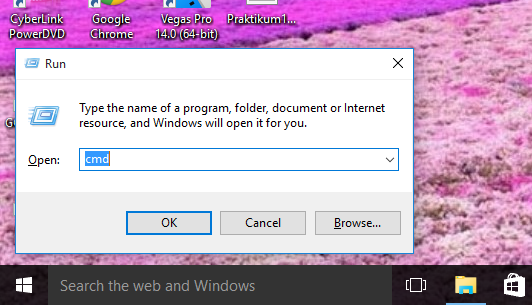 CyberLink
PowerDVD
Google
Chrome
Vegas Pro
14.0 (64-bit)
Praktikum1...
Run
Type the name of a program, folder, document or Internet
resource, and Windows will open it for you.
Open:
cmd
OK
Cancel
Browse...
Search the web and Windows